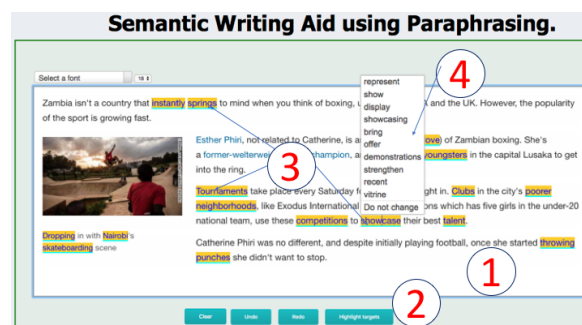 Semantic Writing Aid using Paraphrasing.
Select a font
16
4
represent
show
display
showcasing
bring
offer
demonstrations
strengthen
recent
vitrine
Do not change
Zambia isn't a country that instantly springs to mind when you think of boxing, and the UK. However, the popularity
of the sport is growing fast.
Esther Phiri, not related to Catherine, is ove) of Zambian boxing. She's
a former-welterwe champion, youngsters in the capital Lusaka to get
into the ring.
3
Tournaments take place every Saturday ght in. Clubs in the city's poorer
neighborhoods, like Exodus International ons which has five girls in the under-20
national team, use these competitions to showcase their best talent.
Dropping in with Nairobi's
skateboarding scene
Catherine Phiri was no different, and despite initially playing football, once she started throwing
punches she didn't want to stop.
1
2
Clear
Undo
Redo
Highlight targets